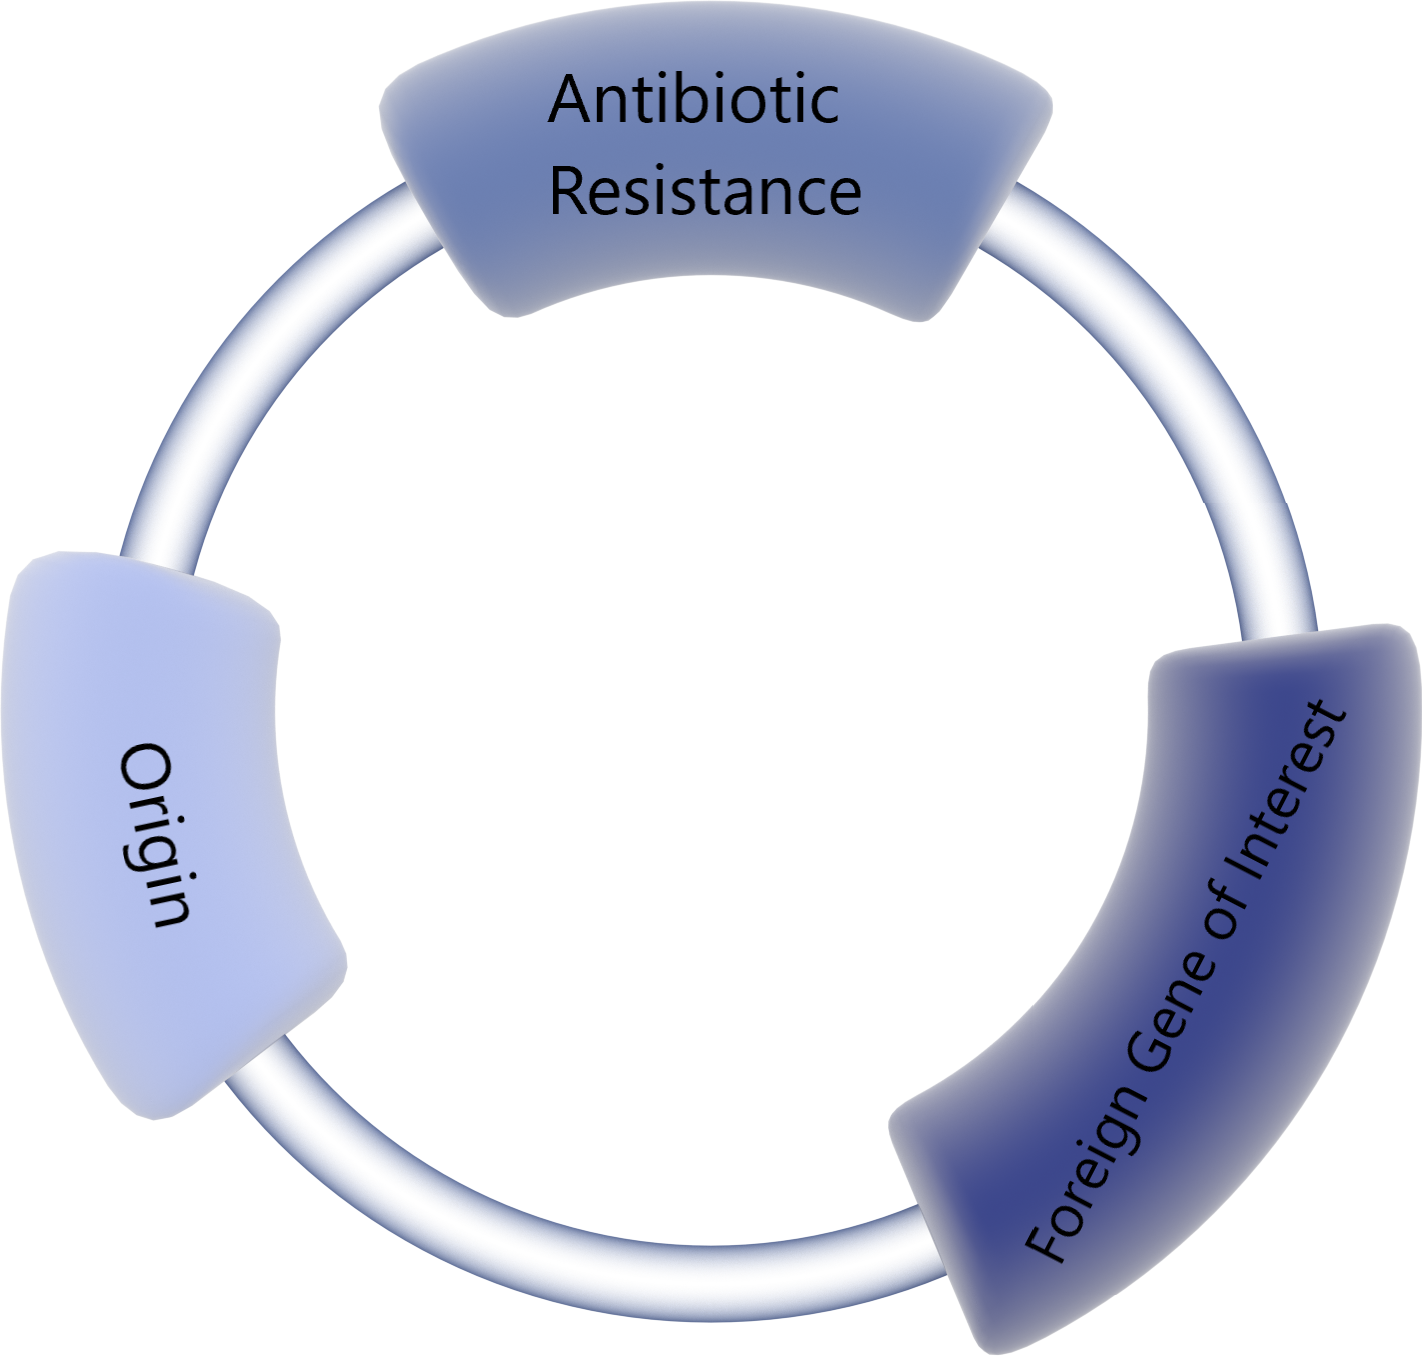 Antibiotic
Resistance
Origin
Foreign Gene of Interest